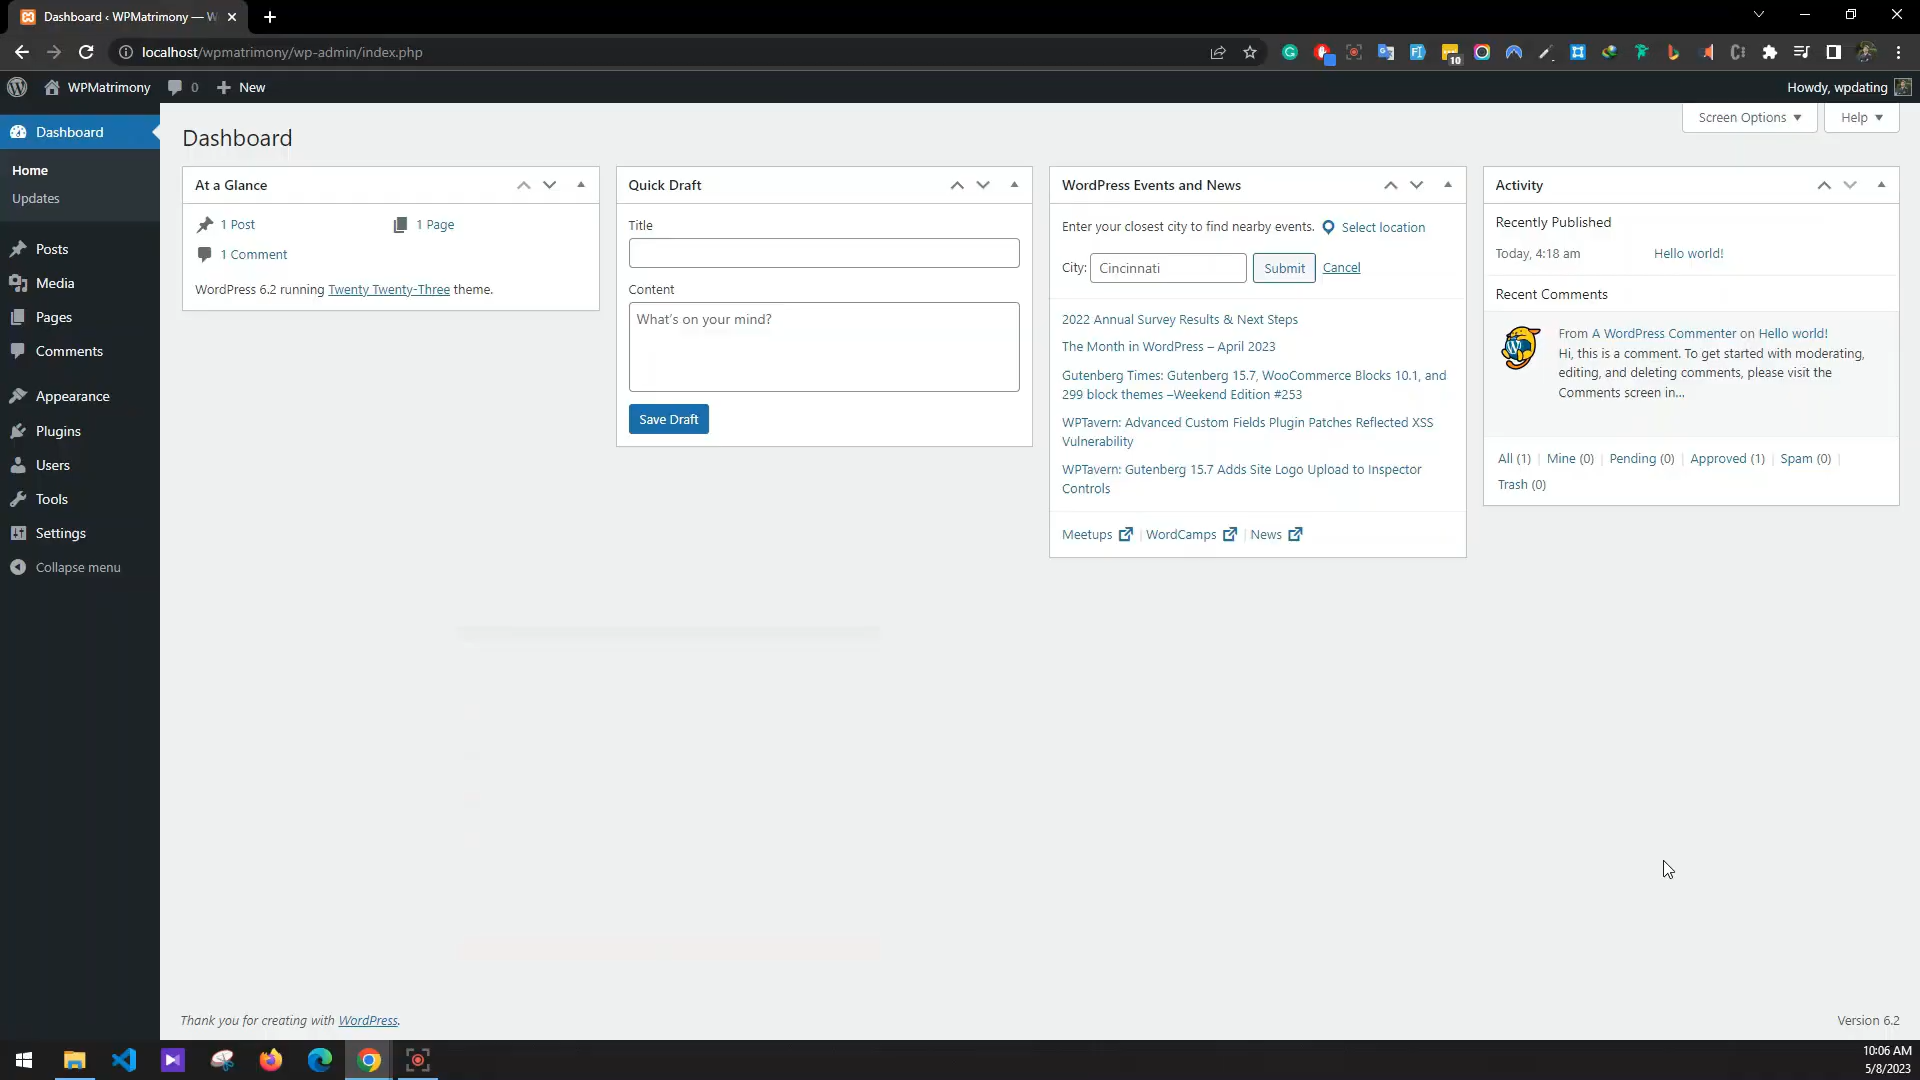 Dashboard ‹ WPMatrimony — W
localhost/wpmatrimony/wp-admin/index.php
10
WPMatrimony 0 New
Howdy, wpdating
Dashboard
Home
Updates
Posts
Media
Pages
Comments
Appearance
Plugins
Users
Tools
Settings
Collapse menu
Screen Options
Help
Dashboard
At a Glance
1 Post
1 Page
1 Comment
WordPress 6.2 running Twenty Twenty-Three theme.
Quick Draft
Title
Content
What's on your mind?
Save Draft
WordPress Events and News
Enter your closest city to find nearby events. Select location
City: Cincinnati Submit Cancel
2022 Annual Survey Results & Next Steps
The Month in WordPress – April 2023
Gutenberg Times: Gutenberg 15.7, WooCommerce Blocks 10.1, and
299 block themes –Weekend Edition #253
WPTavern: Advanced Custom Fields Plugin Patches Reflected XSS
Vulnerability
WPTavern: Gutenberg 15.7 Adds Site Logo Upload to Inspector
Controls
Meetups | WordCamps | News
Activity
Recently Published
Today, 4:18 am Hello world!
Recent Comments
From A WordPress Commenter on Hello world!
Hi, this is a comment. To get started with moderating,
editing, and deleting comments, please visit the
Comments screen in…
All (1) | Mine (0) | Pending (0) | Approved (1) | Spam (0) |
Trash (0)
Thank you for creating with WordPress.
Version 6.2
10:06 AM
5/8/2023